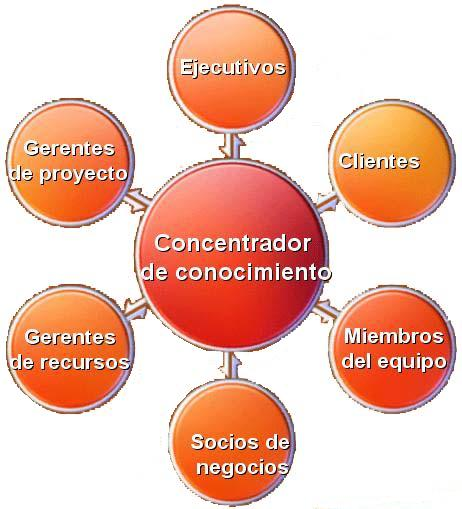 Ejecutivos
Gerentes
de proyecto
Clientes
Concentrador
de conocimiento
Gerentes
de recursos
Miembros
del equipo
Socios de
negocios